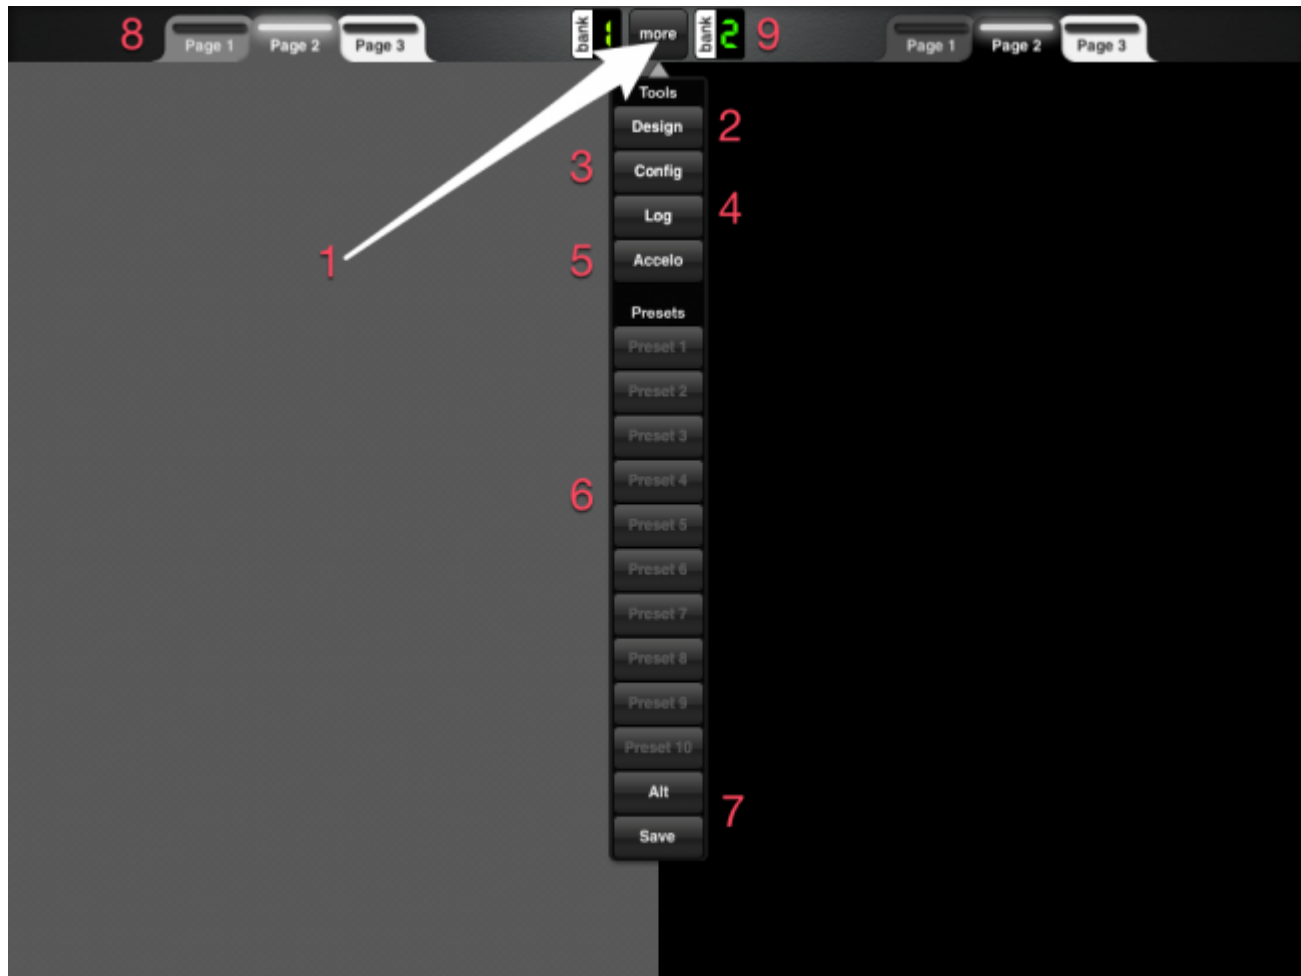 8 Page 1 Page 2 Page 3 bank 1 more bank 2 9 Page 1 Page 2 Page 3
Tools
Design 2
3 Config
Log 4
1 5 Accelo
Presets
Preset 1
Preset 2
Preset 3
Preset 4
6
Preset 5
Preset 6
Preset 7
Preset 8
Preset 9
Preset 10
Alt
7
Save